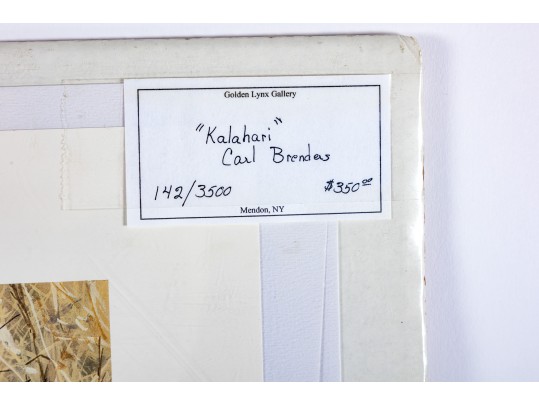 Golden Lynx Gallery
"Kalahari"
Carl Brenders
142/3500 $350.00
Mendon, NY